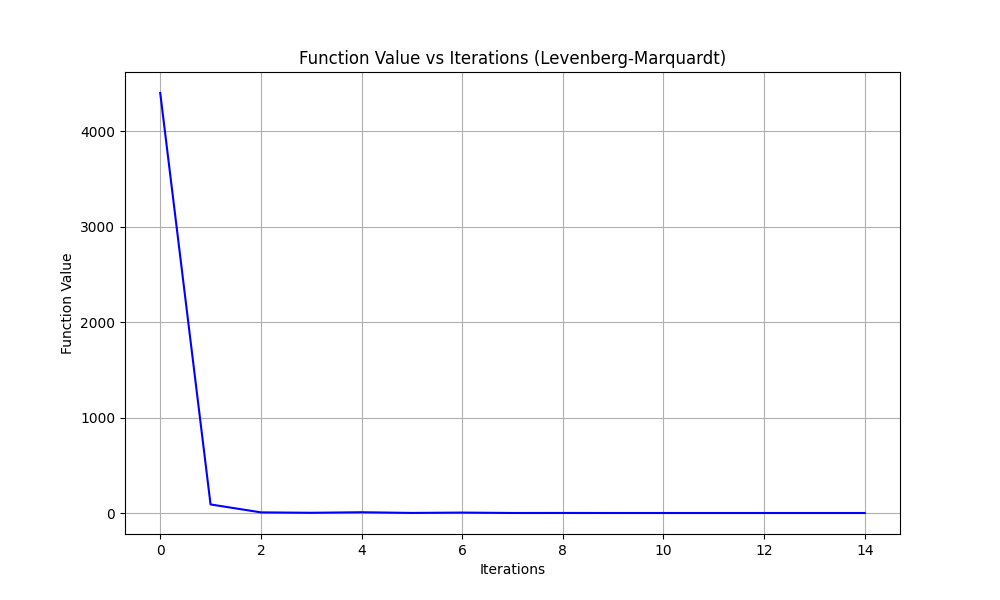 Function Value vs Iterations (Levenberg-Marquardt)
4000
3000
2000
1000
0
Function Value
0 2 4 6 8 10 12 14
Iterations